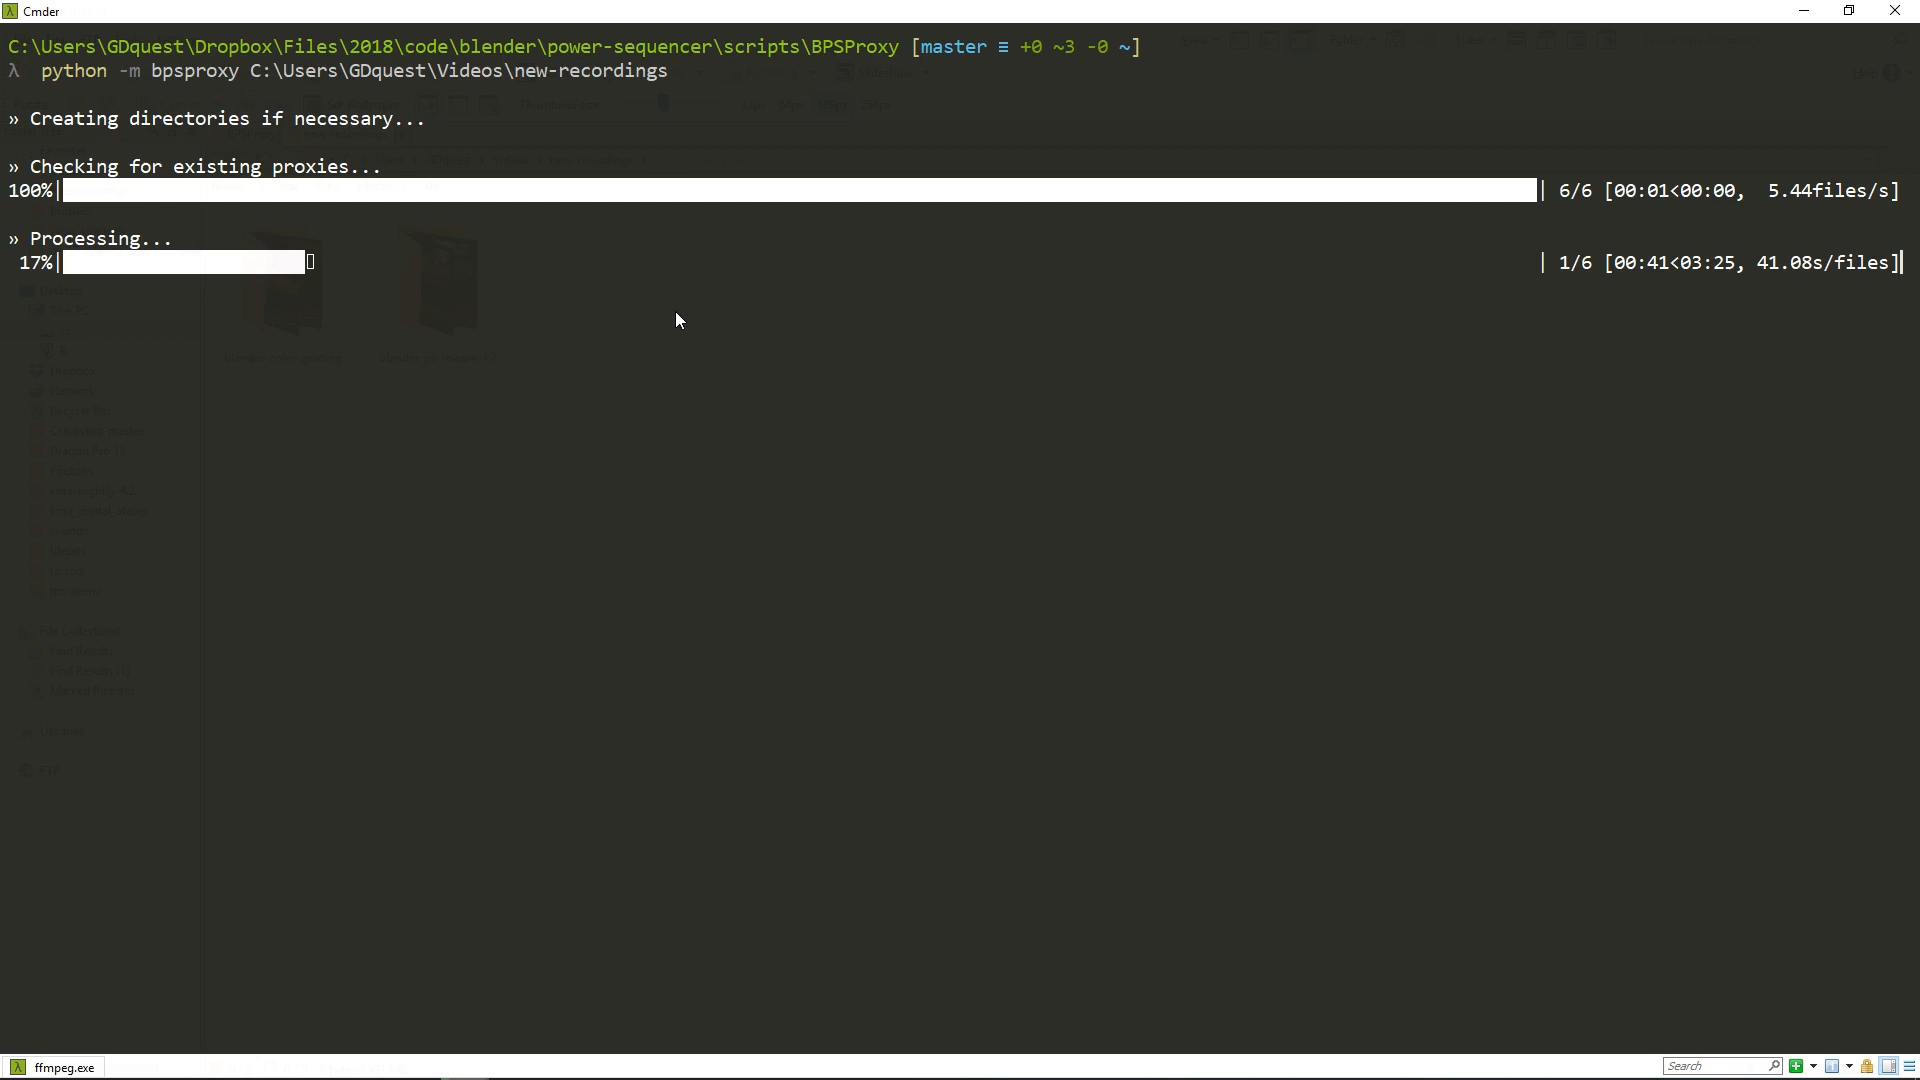 Cmder
C:\Users\GDquest\Dropbox\Files\2018\code\blender\power-sequencer\scripts\BPSProxy [master ≡ +0 ~3 -0 ~]
λ python -m bpsproxy C:\Users\GDquest\Videos\new-recordings
» Creating directories if necessary...
» Checking for existing proxies...
100%| | 6/6 [00:01<00:00, 5.44files/s]
» Processing...
17%| | 1/6 [00:41<03:25, 41.08s/files]
ffmpeg.exe
Search